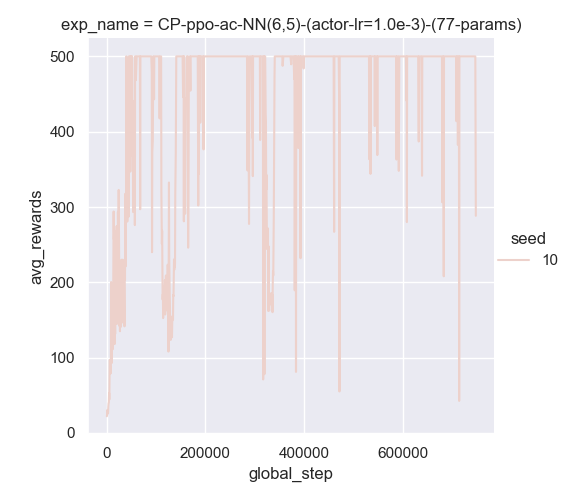 exp_name = CP-ppo-ac-NN(6,5)-(actor-lr=1.0e-3)-(77-params)
500
400
300
200
100
0
avg_rewards
0 200000 400000 600000
global_step
seed
10